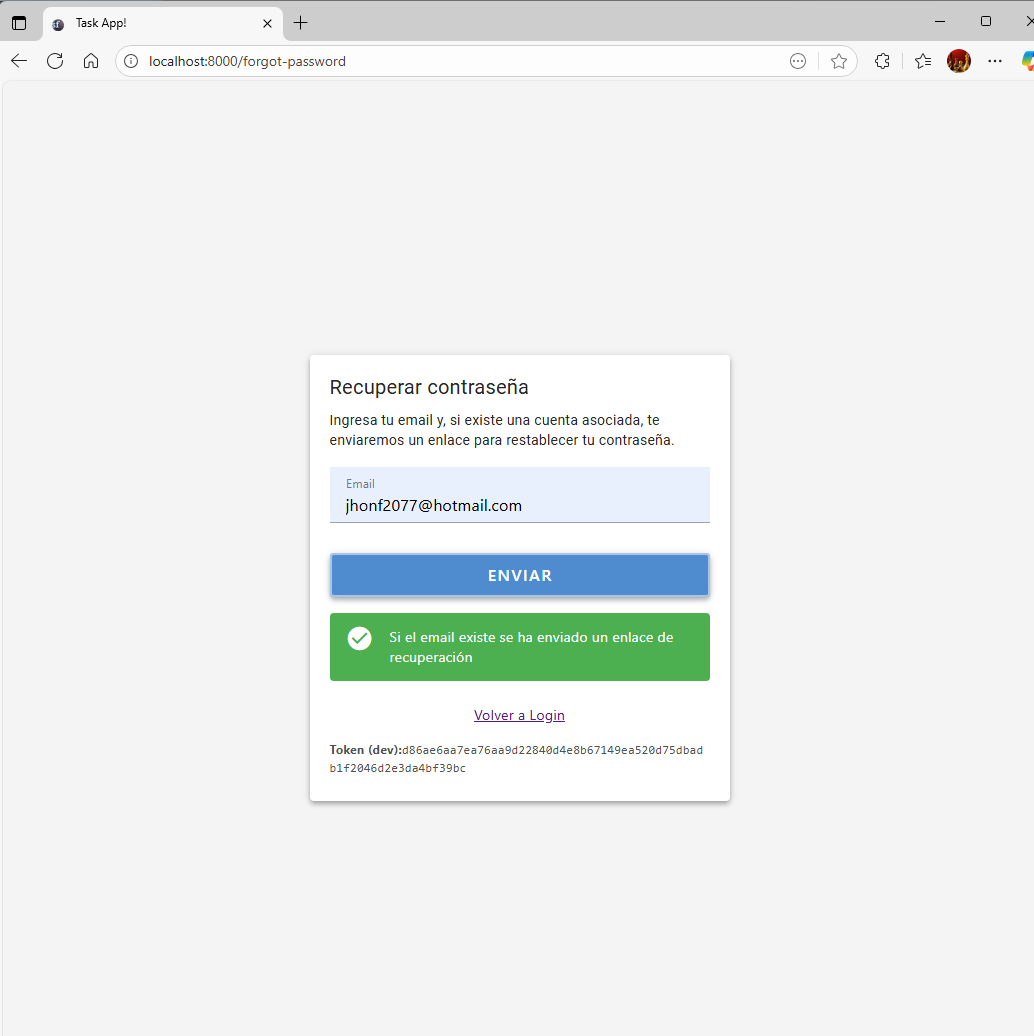 Task App!
localhost:8000/forgot-password
Recuperar contraseña
Ingresa tu email y, si existe una cuenta asociada, te
enviaremos un enlace para restablecer tu contraseña.
Email
jhonf2077@hotmail.com
ENVIAR
Si el email existe se ha enviado un enlace de
recuperación
Volver a Login
Token (dev):d86ae6aa7ea76aa9d22840d4e8b67149ea520d75dbad
b1f2046d2e3da4bf39bc